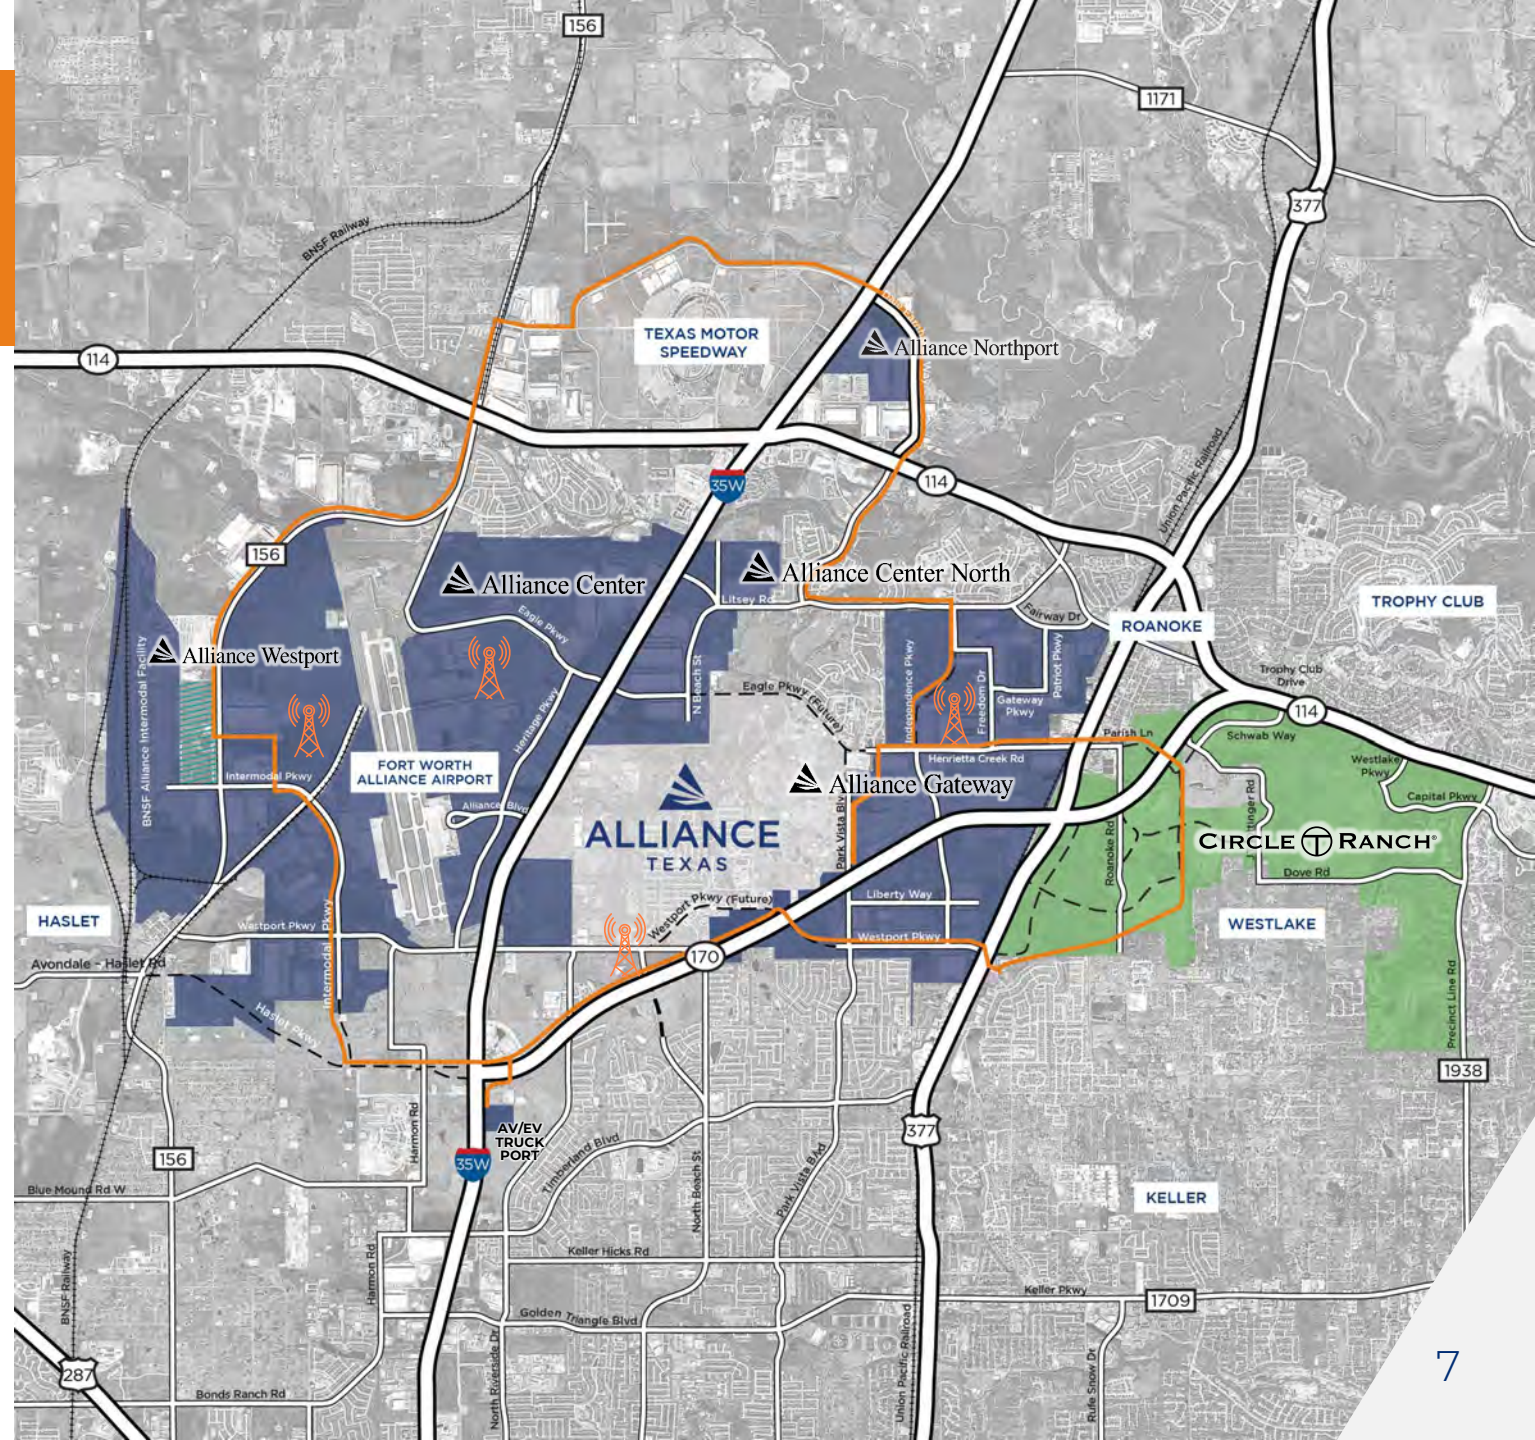 156
1171
377
BNSF Railway
TEXAS MOTOR
SPEEDWAY
Alliance Northport
114
Union Pacific Railroad
114
35W
156
Alliance Center
Alliance Center North
Litsey Rd
Eagle Pkwy
Fairway Dr
ROANOKE
TROPHY CLUB
BNSF Alliance Intermodal Facility
Alliance Westport
N Beach St
Independence Pkwy
Freedom Dr
Patriot Pkwy
Gateway
Pkwy
Trophy Club
Drive
Eagle Pkwy (Future)
Heritage Pkwy
114
Parish Ln
Schwab Way
Henrietta Creek Rd
Westlake
Pkwy
FORT WORTH
ALLIANCE AIRPORT
Intermodal Pkwy
Alliance Gateway
Capital Pkwy
Alliance Blvd
Park Vista Blvd
ALLIANCE
TEXAS
Roanoke Rd
CIRCLE T RANCH®
Dove Rd
Liberty Way
Westport Pkwy (Future)
HASLET
Westport Pkwy
Intermodal Pkwy
Westport Pkwy
WESTLAKE
170
Avondale - Haslet Rd
Haslet Pkwy
Precinct Line Rd
1938
AV/EV
TRUCK
PORT
Harmon Rd
377
35W
156
Timberland Blvd
North Beach St
Park Vista Blvd
Blue Mound Rd W
KELLER
Keller Hicks Rd
Harmon Rd
BNSF Railway
Keller Pkwy
1709
Golden Triangle Blvd
North Riverside Dr
Union Pacific Railroad
Rufe Snow Dr
287
Bonds Ranch Rd
7